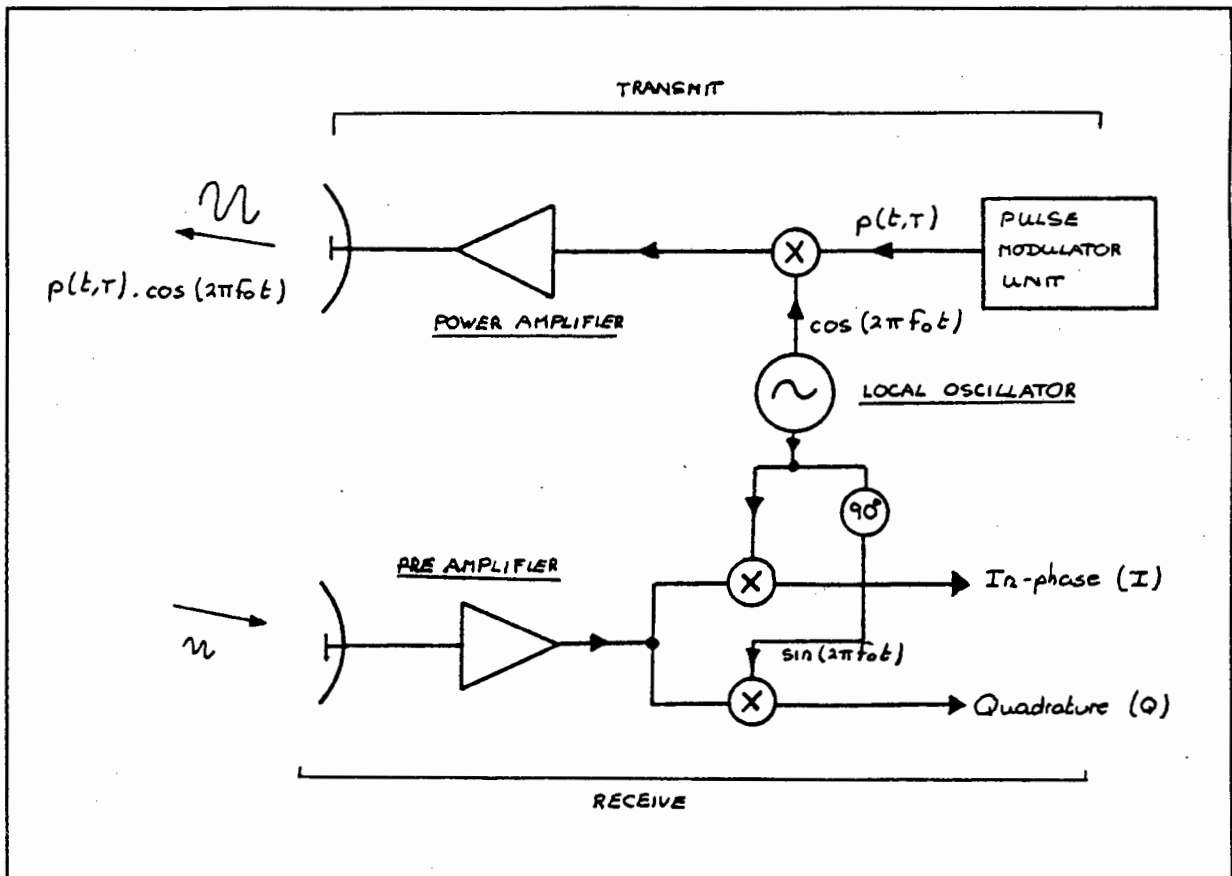 TRANSMIT
p(t,T)
PULSE
MODULATOR
UNIT
p(t,T).cos(2πf₀t)
POWER AMPLIFIER
cos(2πf₀t)
LOCAL OSCILLATOR
90°
PRE AMPLIFIER
In-phase (I)
sin(2πf₀t)
Quadrature (Q)
RECEIVE